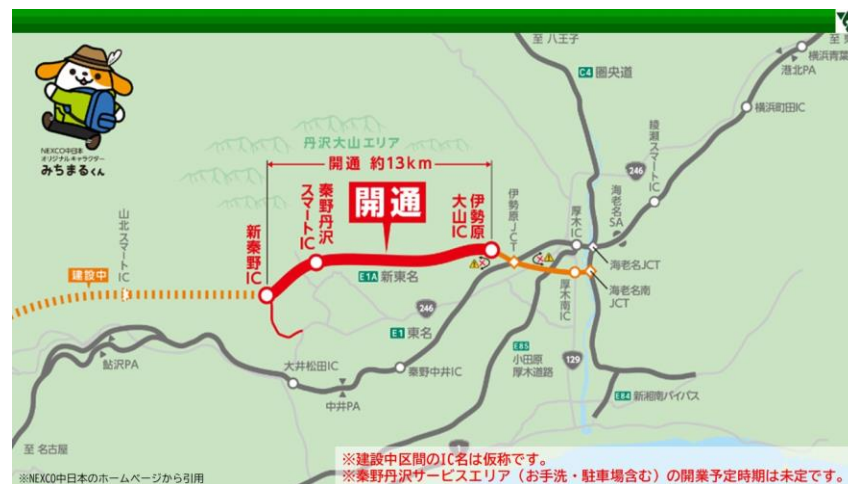 至 八王子
C4 圏央道
横浜青葉
港北PA
横浜町田IC
綾瀬スマートIC
246
海老名SA
NEXCO中日本
オリジナルキャラクター
みちまるくん
丹沢大山エリア
開通 約13km
開通
秦野丹沢
スマートIC
伊勢原
大山IC
伊勢原JCT
厚木IC
新秦野IC
山北スマートIC
建設中
E1A 新東名
海老名JCT
海老名南
JCT
厚木南IC
246
E1 東名
E85
小田原
厚木道路
129
鮎沢PA
大井松田IC
秦野中井IC
中井PA
E84 新湘南バイパス
至 名古屋
1
※NEXCO中日本のホームページから引用
※建設中区間のIC名は仮称です。
※秦野丹沢サービスエリア（お手洗・駐車場含む）の開業予定時期は未定です。